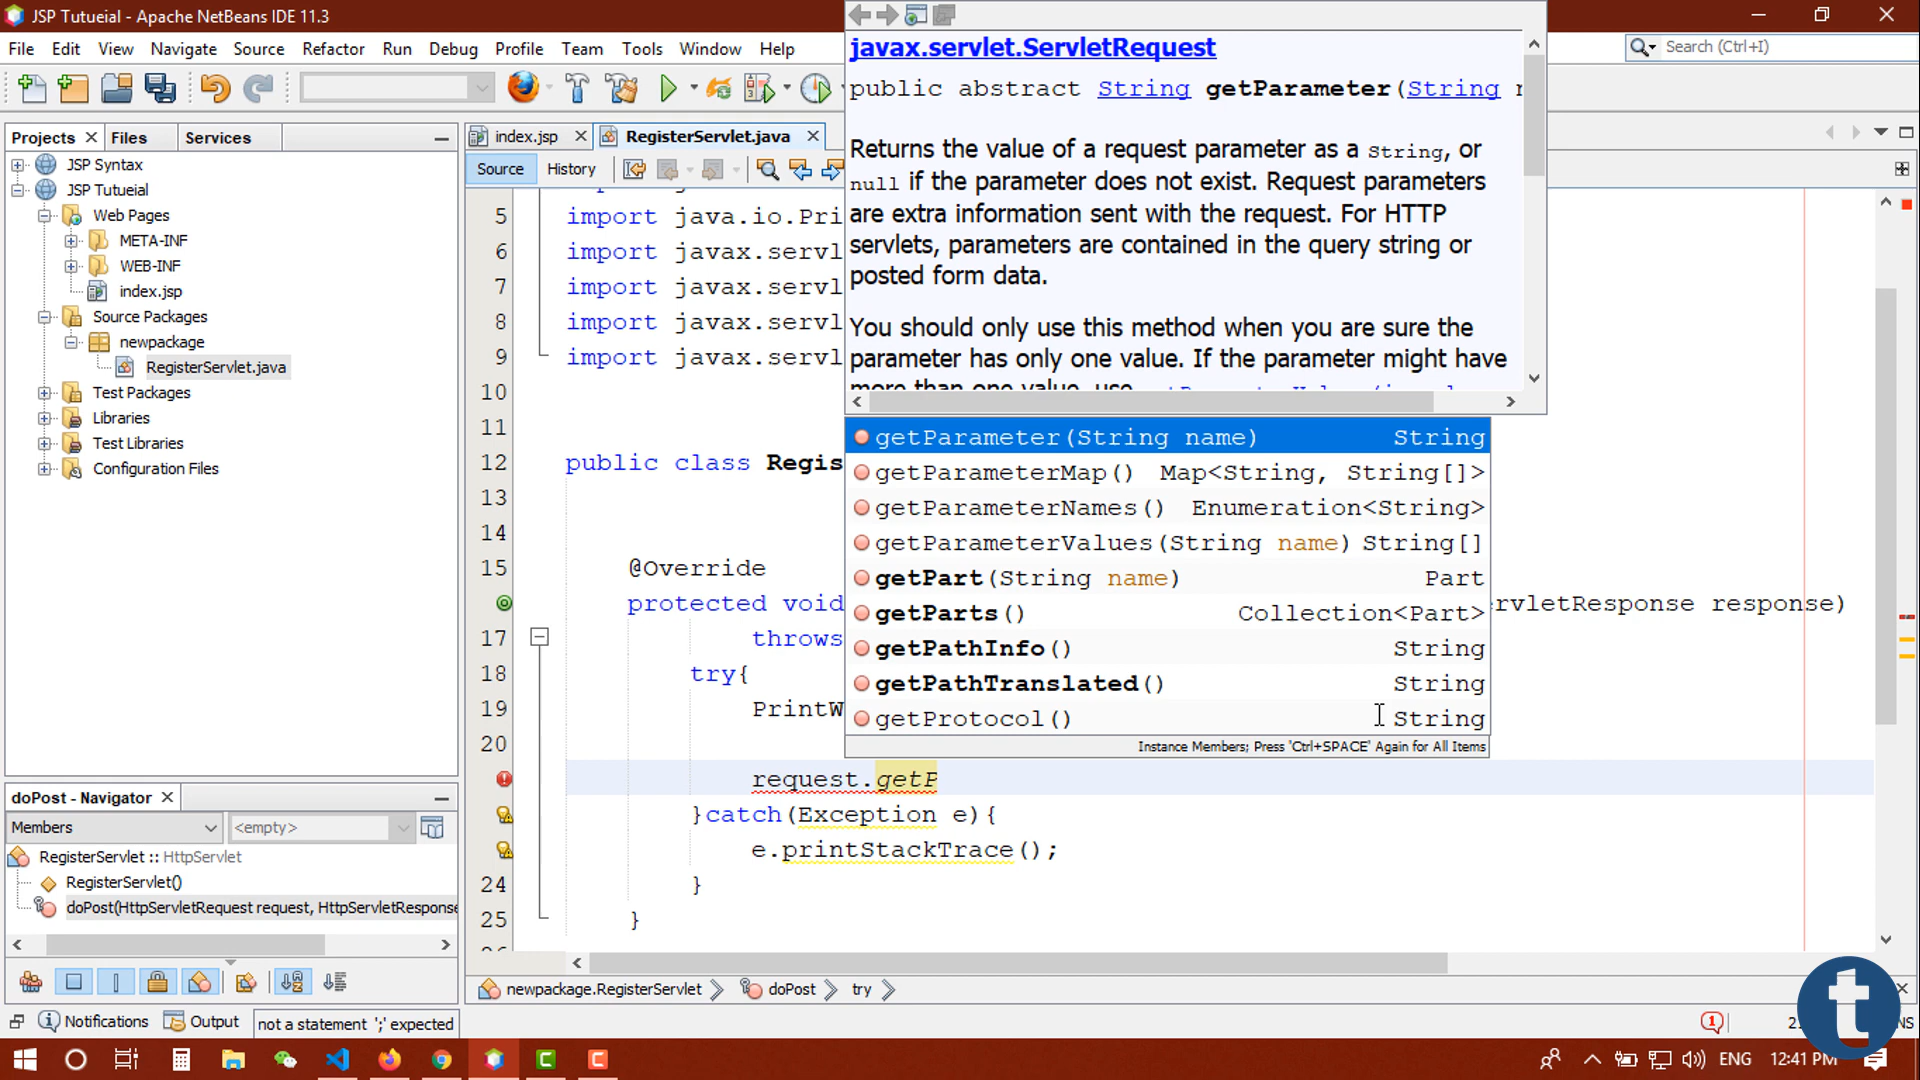 JSP Tutueial - Apache NetBeans IDE 11.3
File Edit View Navigate Source Refactor Run Debug Profile Team Tools Window Help
Search (Ctrl+I)
Projects Files Services
JSP Syntax
JSP Tutueial
Web Pages
META-INF
WEB-INF
index.jsp
Source Packages
newpackage
RegisterServlet.java
Test Packages
Libraries
Test Libraries
Configuration Files
index.jsp RegisterServlet.java
Source History
5 import java.io.Pri
6 import javax.servl
7 import javax.servl
8 import javax.servl
9 import javax.servl
10
11
12 public class Regis
13
14
15 @Override
protected void ervletResponse response)
17 throws
18 try{
19 PrintW
20
request.getP
}catch(Exception e){
e.printStackTrace();
24 }
25 }
javax.servlet.ServletRequest
public abstract String getParameter(String n
Returns the value of a request parameter as a String, or
null if the parameter does not exist. Request parameters
are extra information sent with the request. For HTTP
servlets, parameters are contained in the query string or
posted form data.
You should only use this method when you are sure the
parameter has only one value. If the parameter might have
more than one value, use
getParameter(String name) String
getParameterMap() Map<String, String[]>
getParameterNames() Enumeration<String>
getParameterValues(String name) String[]
getPart(String name) Part
getParts() Collection<Part>
getPathInfo() String
getPathTranslated() String
getProtocol() String
Instance Members; Press 'Ctrl+SPACE' Again for All Items
doPost - Navigator
Members <empty>
RegisterServlet :: HttpServlet
RegisterServlet()
doPost(HttpServletRequest request, HttpServletResponse
newpackage.RegisterServlet doPost try
Notifications Output not a statement ';' expected
1
t
ENG 12:41 PM